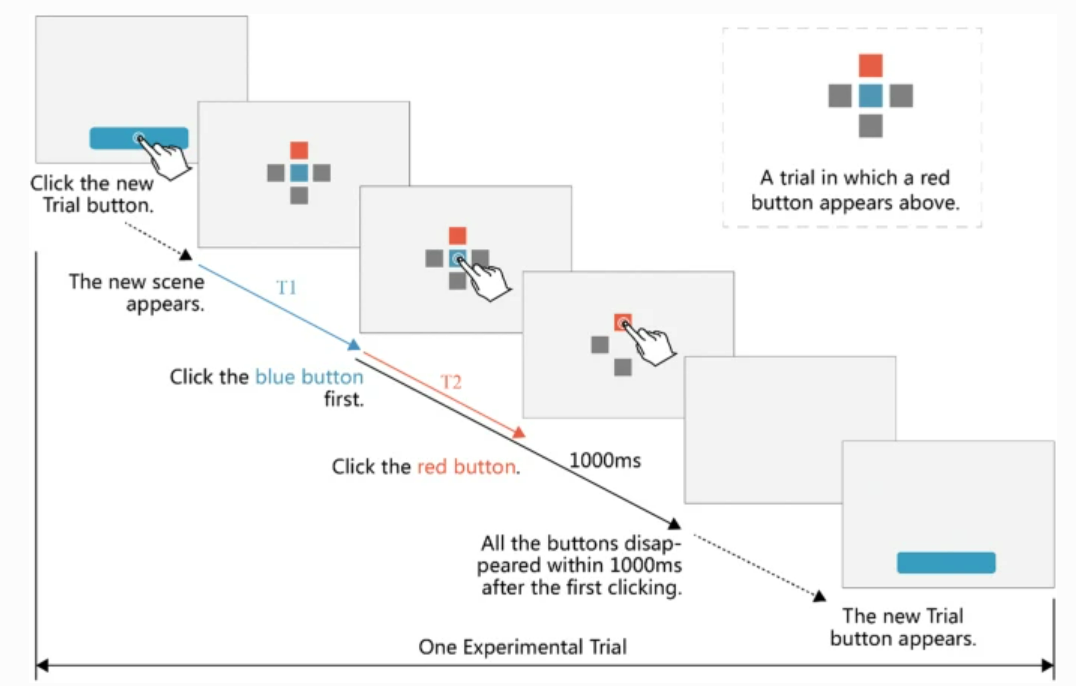 A trial in which a red
button appears above.
Click the new
Trial button.
The new scene
appears.
T1
Click the blue button
first.
T2
Click the red button.
1000ms
All the buttons disap-
peared within 1000ms
after the first clicking.
The new Trial
button appears.
One Experimental Trial